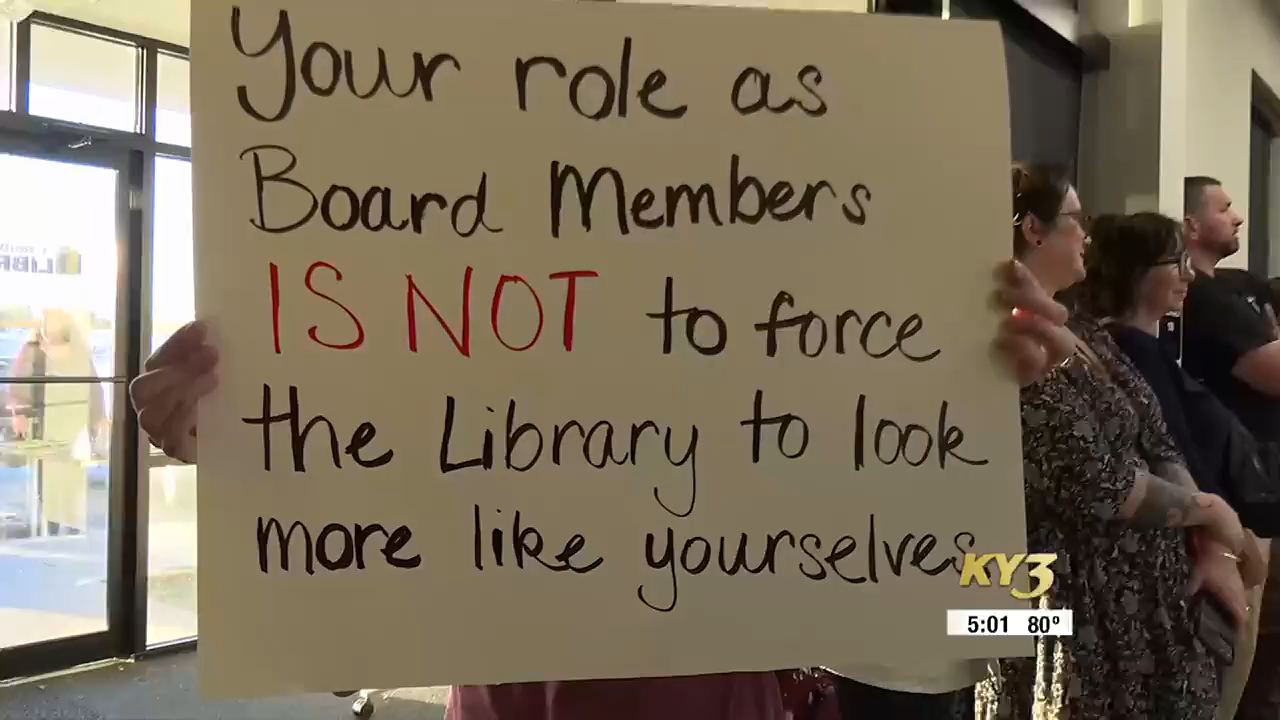 Your role as
Board Members
IS NOT to force
the Library to look
more like yourselves
KY3
5:01 80º